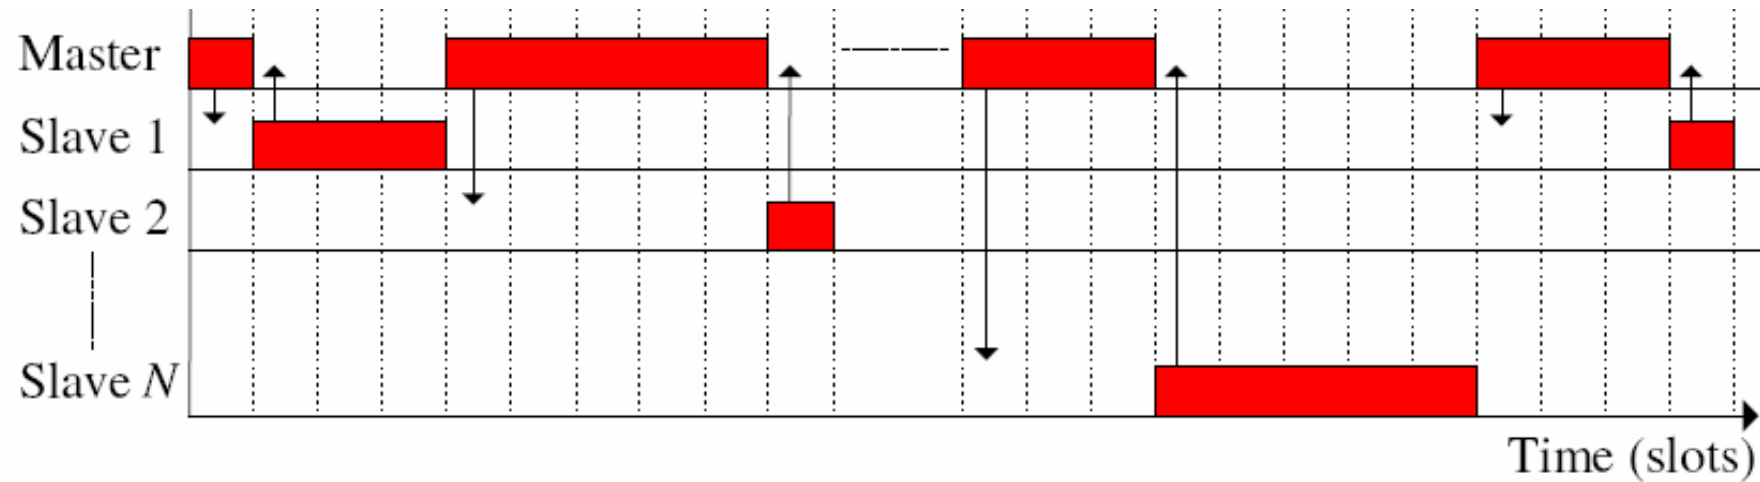 Master
Slave 1
Slave 2
Slave N
Time (slots)